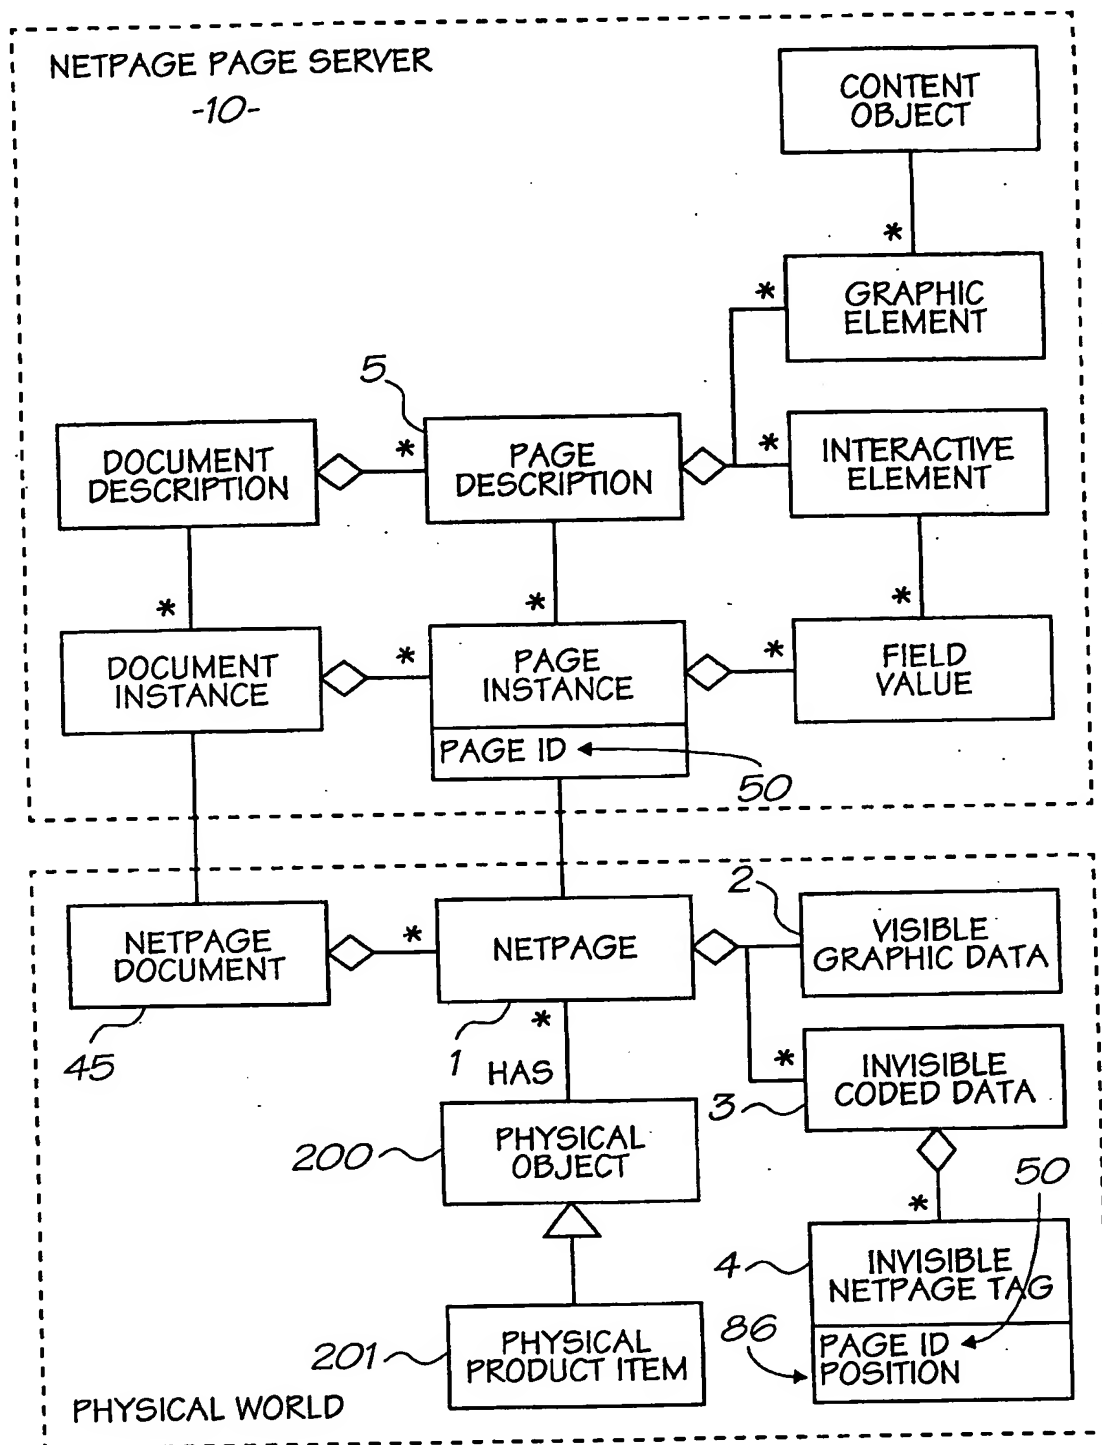 NETPAGE PAGE SERVER
-10-
CONTENT
OBJECT
*
*
GRAPHIC
ELEMENT
5
DOCUMENT
DESCRIPTION
*
PAGE
DESCRIPTION
*
INTERACTIVE
ELEMENT
*
*
*
DOCUMENT
INSTANCE
*
PAGE
INSTANCE
*
FIELD
VALUE
PAGE ID
50
2
NETPAGE
DOCUMENT
*
NETPAGE
VISIBLE
GRAPHIC DATA
45
1
*
HAS
*
3
INVISIBLE
CODED DATA
200
PHYSICAL
OBJECT
*
50
4
INVISIBLE
NETPAGE TAG
86
PAGE ID
POSITION
201
PHYSICAL
PRODUCT ITEM
PHYSICAL WORLD